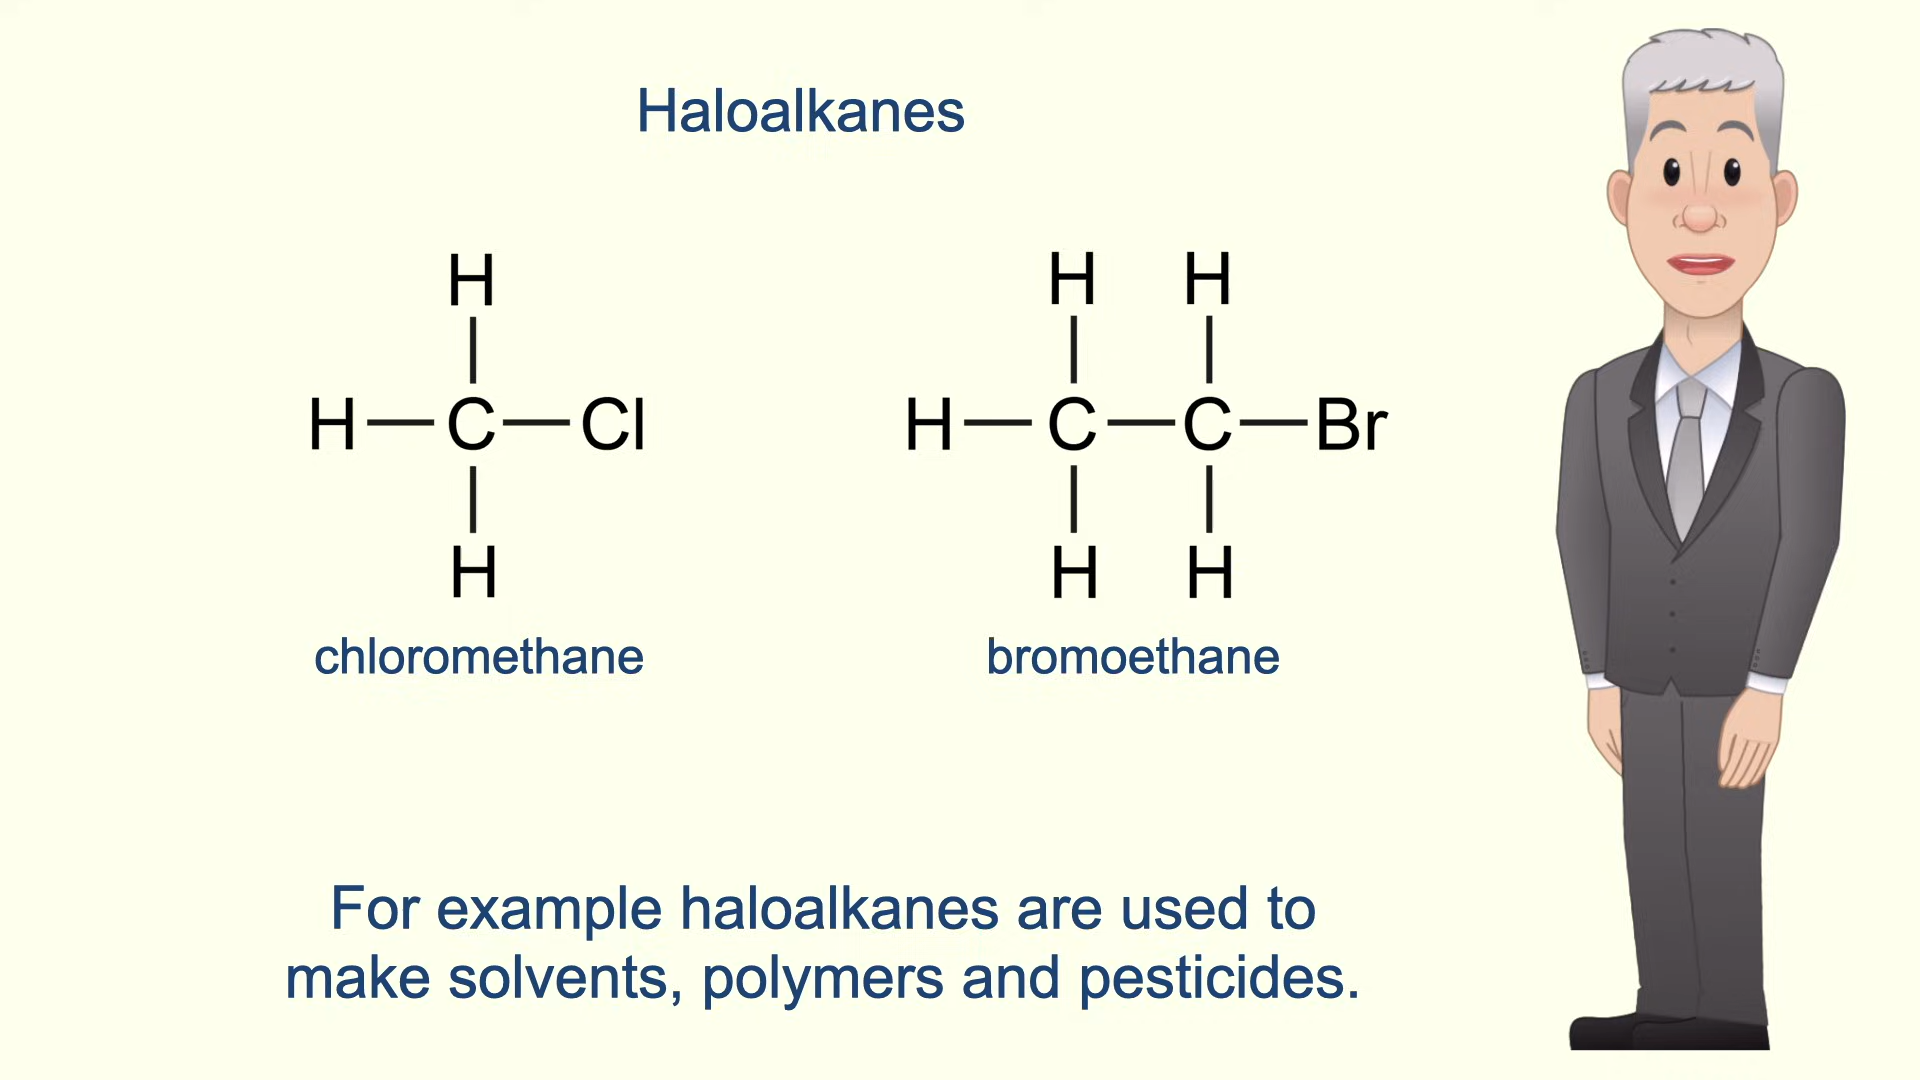 Haloalkanes
H
H—C—Cl
H
chloromethane
H H
H—C—C—Br
H H
bromoethane
For example haloalkanes are used to
make solvents, polymers and pesticides.